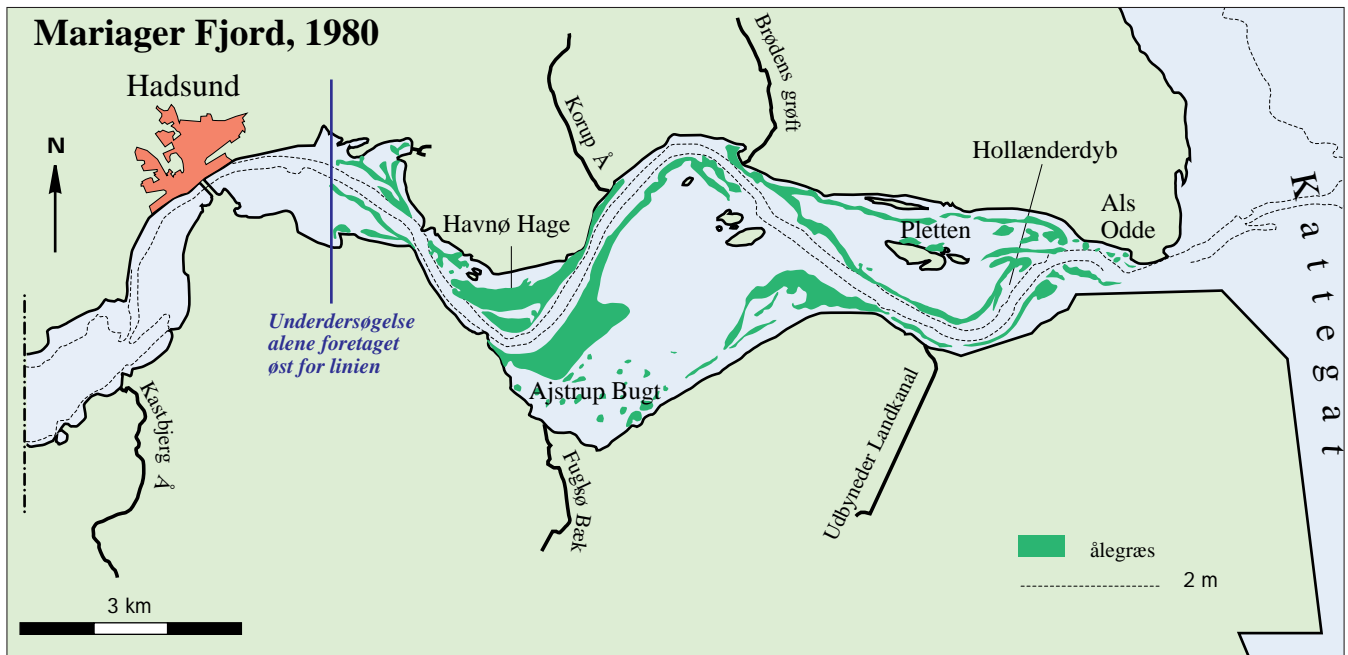 Mariager Fjord, 1980
Hadsund
N
Korup Å
Brødens grøft
Hollænderdyb
Havnø Hage
Pletten
Als
Odde
Kattegat
Underdersøgelse
alene foretaget
øst for linien
Ajstrup Bugt
Kastbjerg Å
Fuglsø Bæk
Udbyneder Landkanal
ålegræs
2 m
3 km